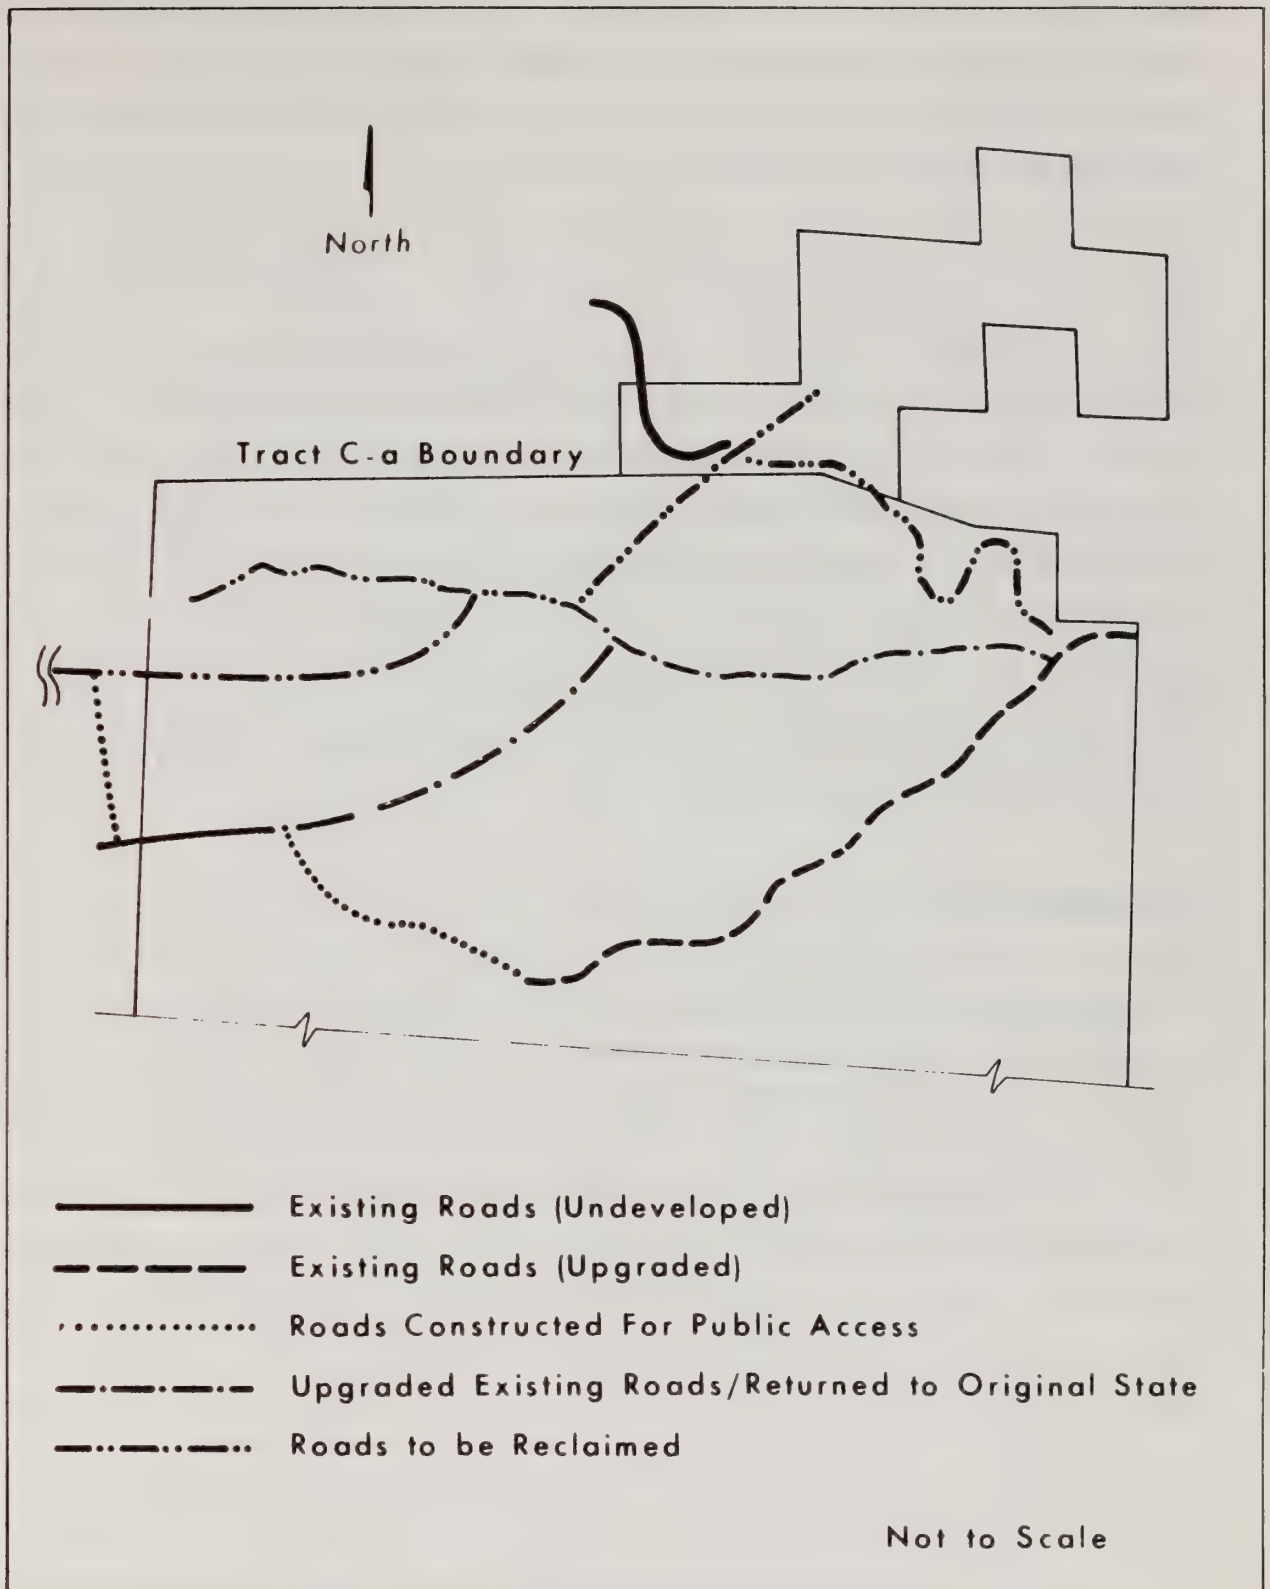 North
Tract C-a Boundary
Existing Roads (Undeveloped)
Existing Roads (Upgraded)
Roads Constructed For Public Access
Upgraded Existing Roads/Returned to Original State
Roads to be Reclaimed
Not to Scale